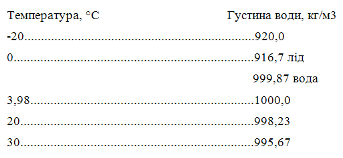 Температура, °С Густина води, кг/м3
-20......................................................................920,0
0..........................................................................916,7 лід
999,87 вода
3,98.....................................................................1000,0
20........................................................................998,23
30........................................................................995,67